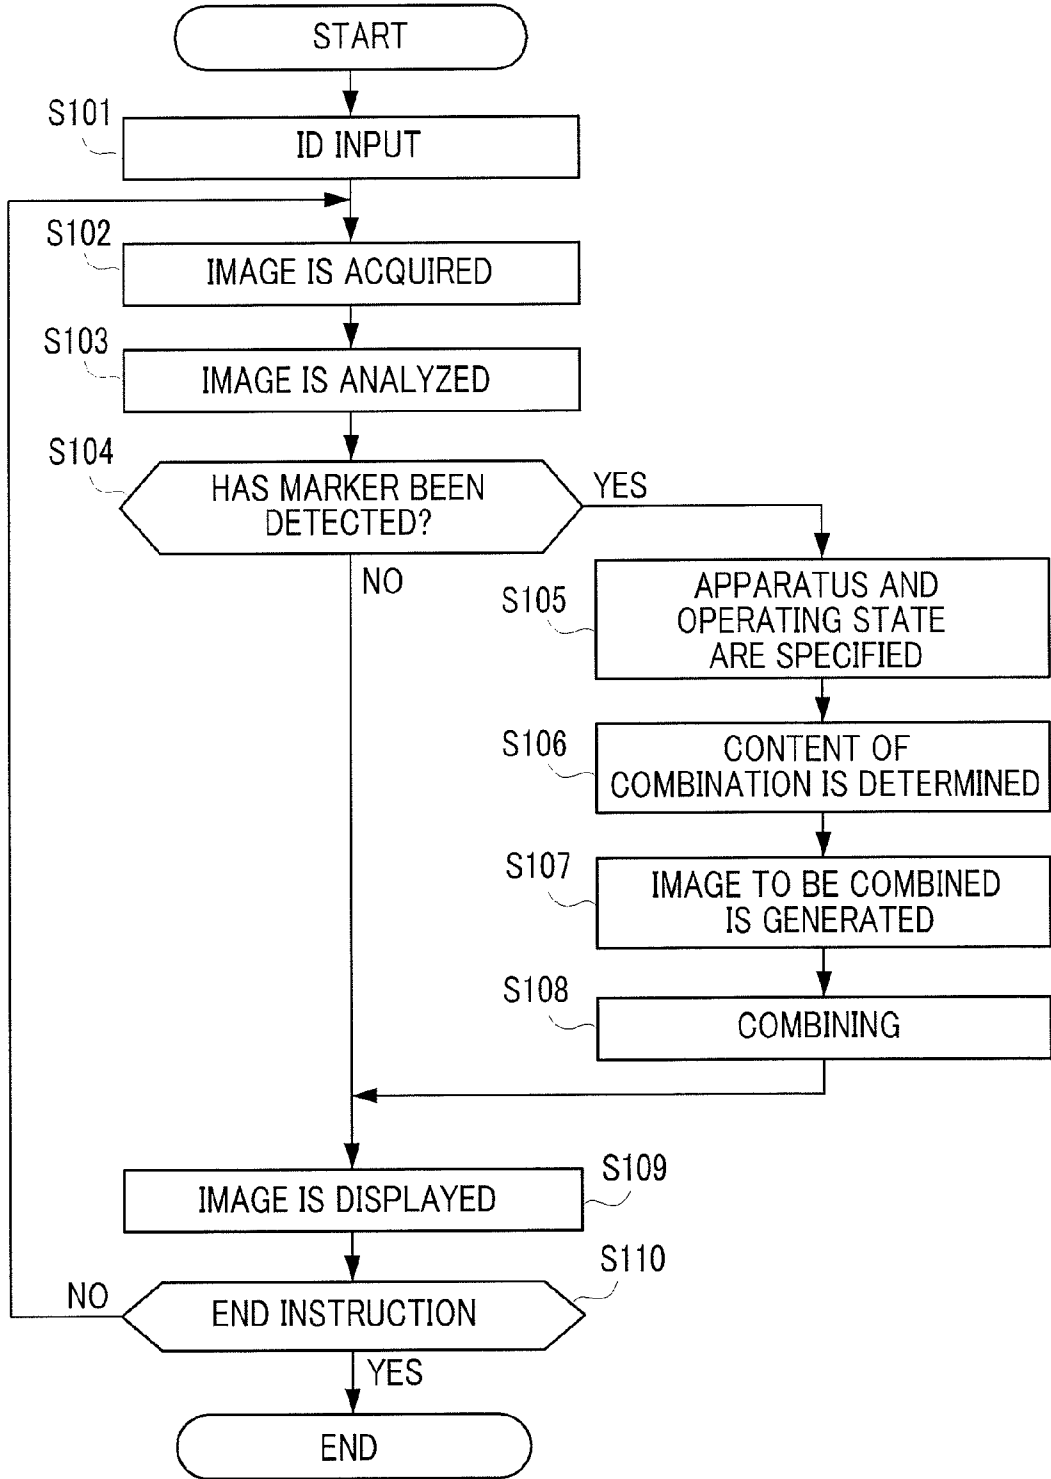 START
S101
ID INPUT
S102
IMAGE IS ACQUIRED
S103
IMAGE IS ANALYZED
S104
HAS MARKER BEEN
DETECTED?
YES
NO
S105
APPARATUS AND
OPERATING STATE
ARE SPECIFIED
S106
CONTENT OF
COMBINATION IS DETERMINED
S107
IMAGE TO BE COMBINED
IS GENERATED
S108
COMBINING
S109
IMAGE IS DISPLAYED
S110
NO
END INSTRUCTION
YES
END